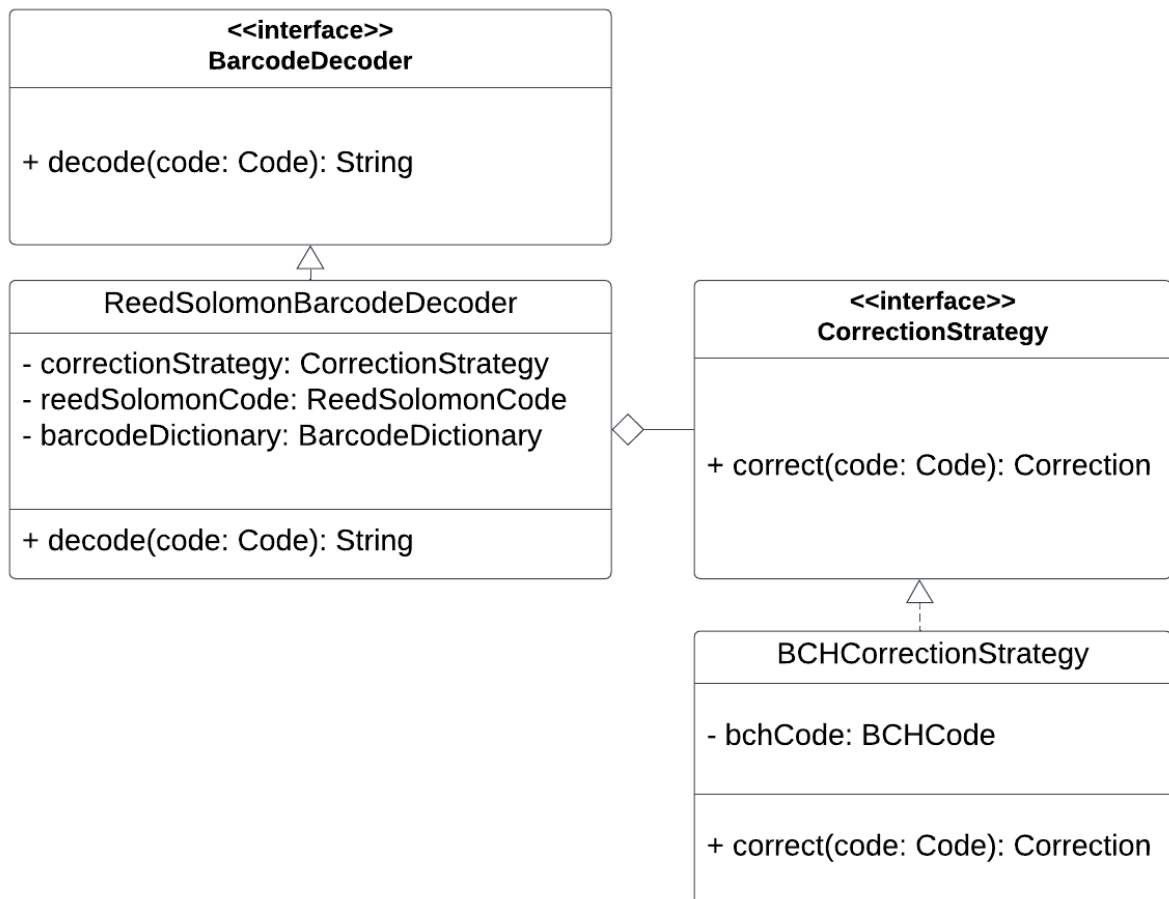 <<interface>>
BarcodeDecoder
+ decode(code: Code): String
ReedSolomonBarcodeDecoder
- correctionStrategy: CorrectionStrategy
- reedSolomonCode: ReedSolomonCode
- barcodeDictionary: BarcodeDictionary
+ decode(code: Code): String
<<interface>>
CorrectionStrategy
+ correct(code: Code): Correction
BCHCorrectionStrategy
- bchCode: BCHCode
+ correct(code: Code): Correction